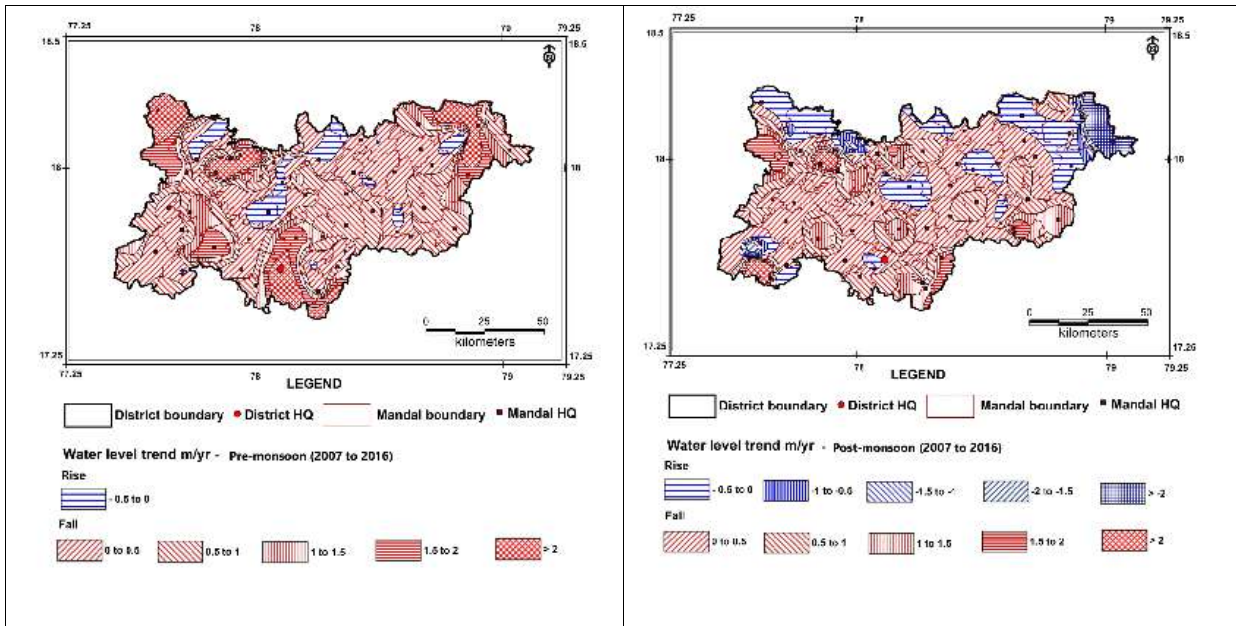 77.25 78 79 79.25
18.5 18.5
18 18
0 25 50
kilometers
17.25 17.25
77.25 78 79 79.25
LEGEND
District boundary District HQ Mandal boundary Mandal HQ
Water level trend m/yr - Pre-monsoon (2007 to 2016)
Rise
- 0.5 to 0
Fall
0 to 0.5 0.5 to 1 1 to 1.5 1.5 to 2 > 2
77.25 78 79 79.25
18.5 18.5
18 18
0 25 50
kilometers
17.25 17.25
77.25 78 79 79.25
LEGEND
District boundary District HQ Mandal boundary Mandal HQ
Water level trend m/yr - Post-monsoon (2007 to 2016)
Rise
- 0.5 to 0 -1 to -0.5 -1.5 to -1 -2 to -1.5 > -2
Fall
0 to 0.5 0.5 to 1 1 to 1.5 1.5 to 2 > 2